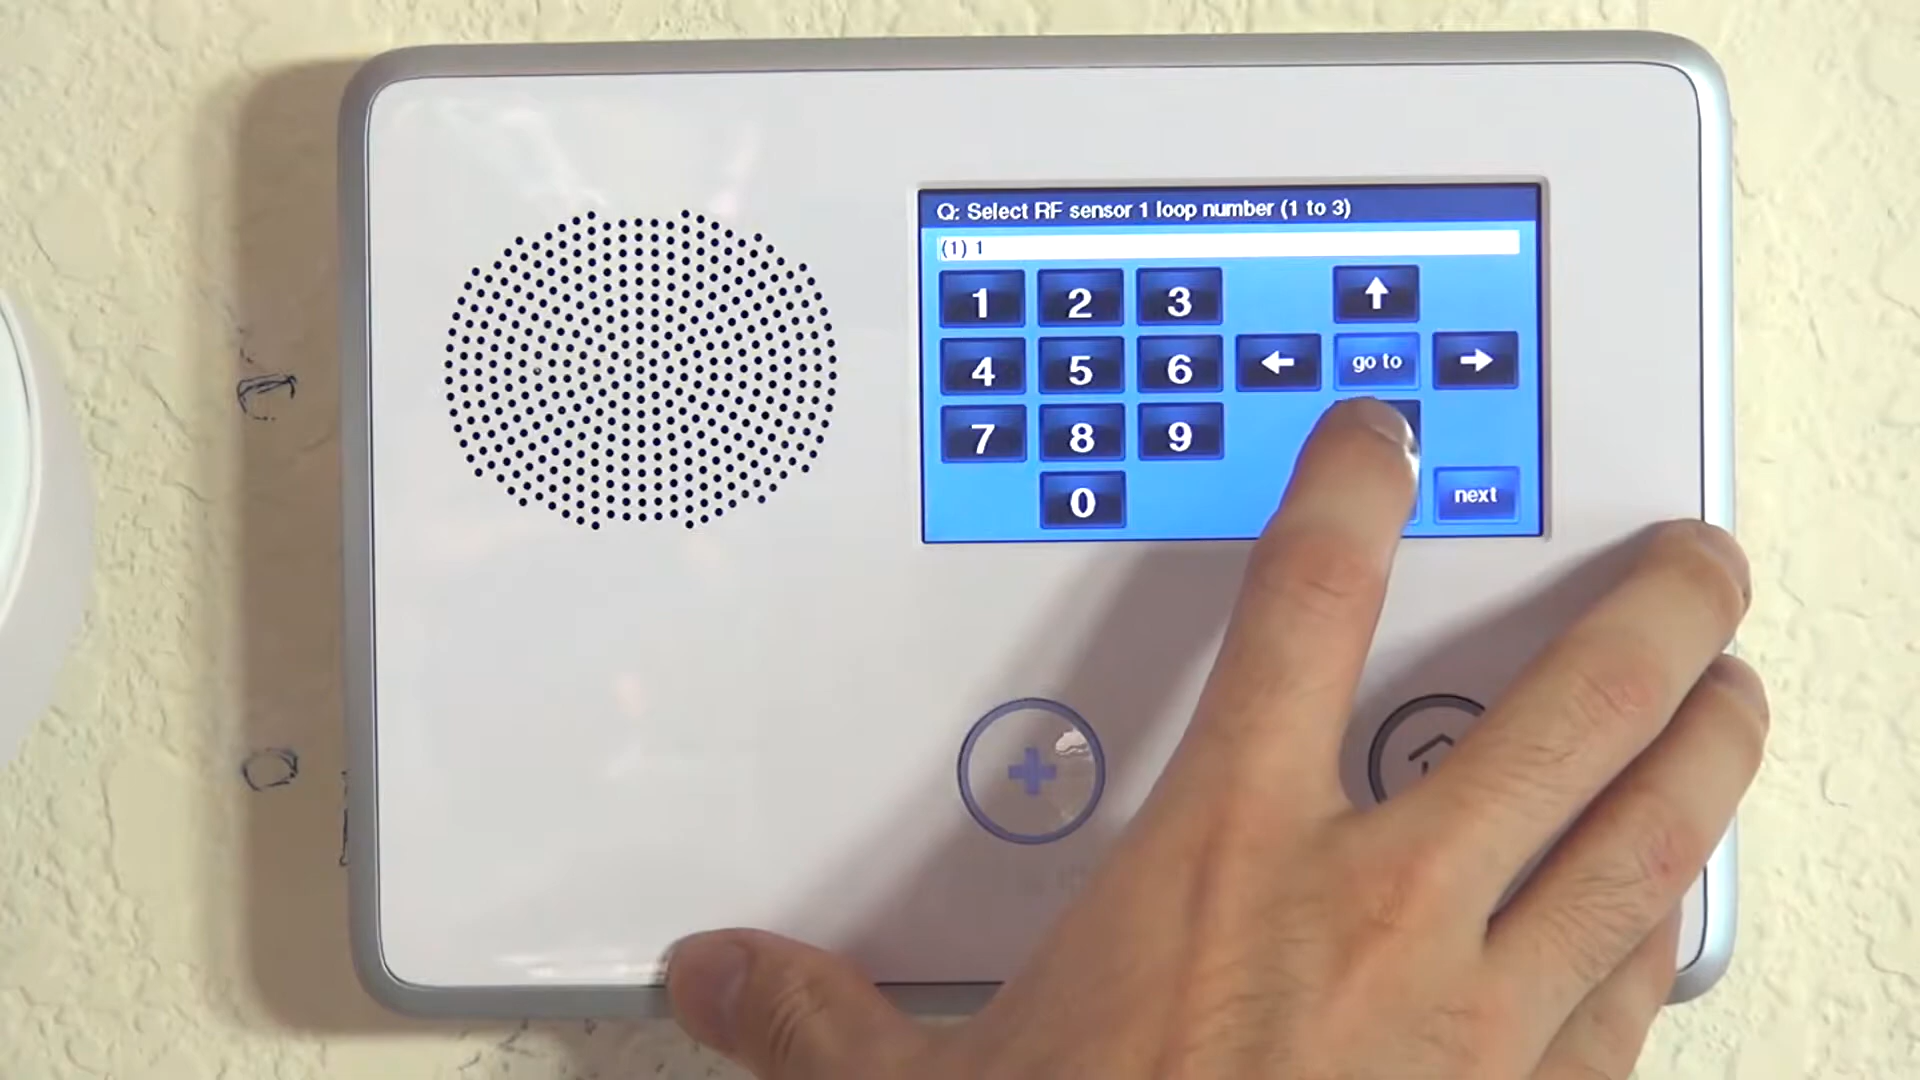 Q: Select RF sensor 1 loop number (1 to 3)
(1) 1
1 2 3
4 5 6 go to
7 8 9
0 next